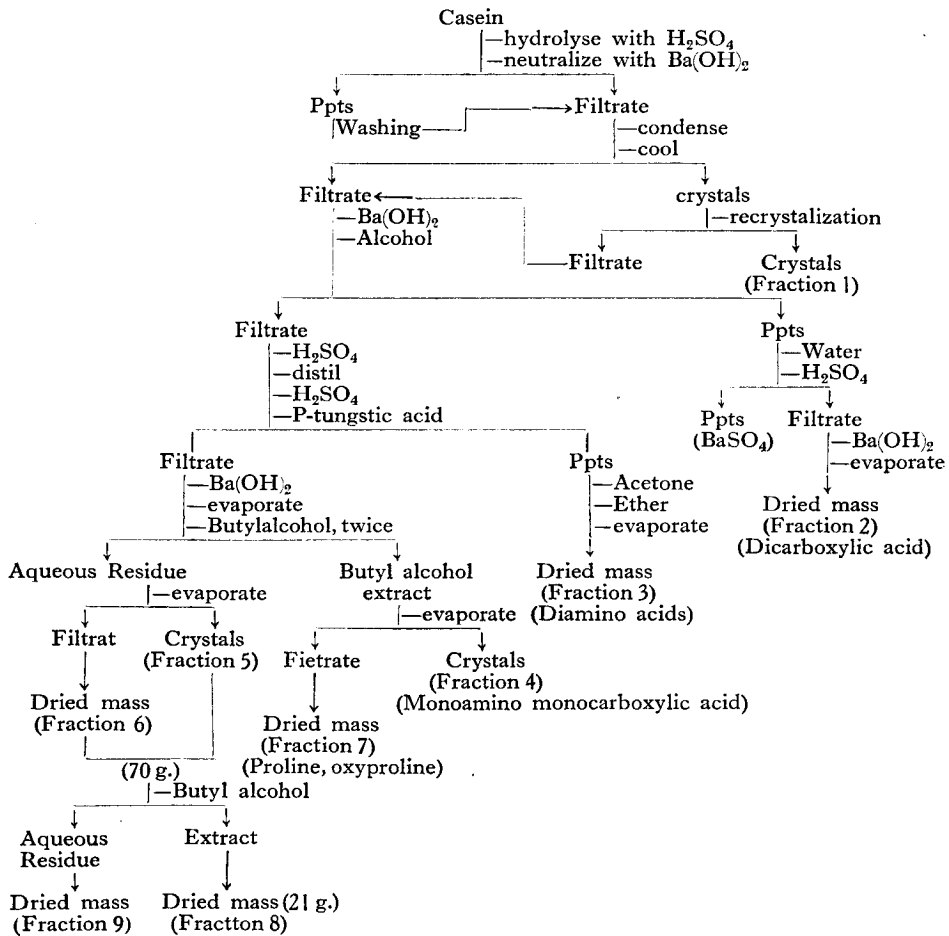 Casein
—hydrolyse with H₂SO₄
—neutralize with Ba(OH)₂
Ppts
Filtrate
Washing
—condense
—cool
Filtrate
crystals
—Ba(OH)₂
—recrystalization
—Alcohol
Filtrate
Crystals
(Fraction 1)
Filtrate
Ppts
—H₂SO₄
—Water
—distil
—H₂SO₄
—H₂SO₄
—P-tungstic acid
Ppts
(BaSO₄)
Filtrate
—Ba(OH)₂
—evaporate
Filtrate
Ppts
—Ba(OH)₂
—Acetone
—evaporate
—Ether
—Butylalcohol, twice
—evaporate
Dried mass
(Fraction 2)
(Dicarboxylic acid)
Aqueous Residue
—evaporate
Butyl alcohol
extract
—evaporate
Dried mass
(Fraction 3)
(Diamino acids)
Filtrat
Crystals
(Fraction 5)
Fietrate
Crystals
(Fraction 4)
(Monoamino monocarboxylic acid)
Dried mass
(Fraction 6)
Dried mass
(Fraction 7)
(Proline, oxyproline)
(70 g.)
—Butyl alcohol
Aqueous
Residue
Extract
Dried mass
(Fraction 9)
Dried mass (21 g.)
(Fractton 8)